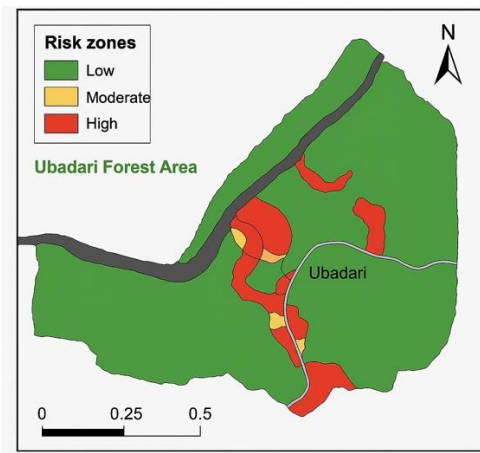 Risk zones
Low
Moderate
High
Ubadari Forest Area
N
Ubadari
0 0.25 0.5